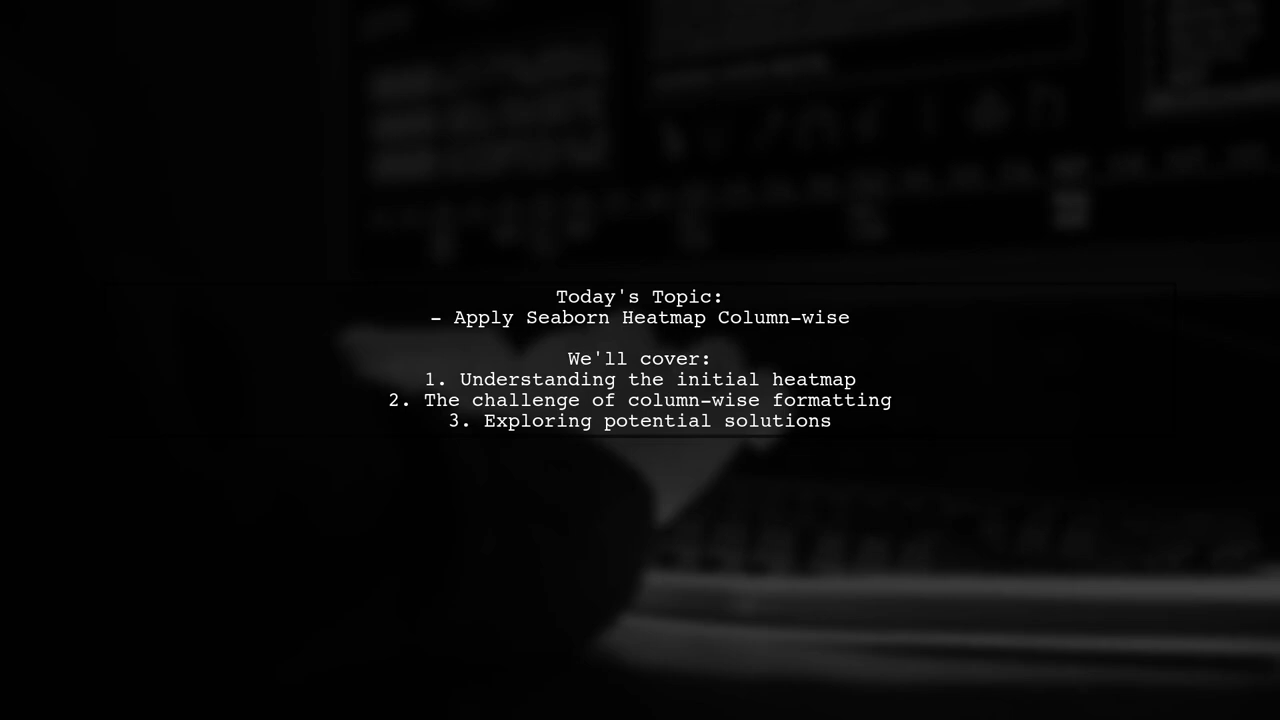 Today's Topic:
- Apply Seaborn Heatmap Column-wise
We'll cover:
1. Understanding the initial heatmap
2. The challenge of column-wise formatting
3. Exploring potential solutions